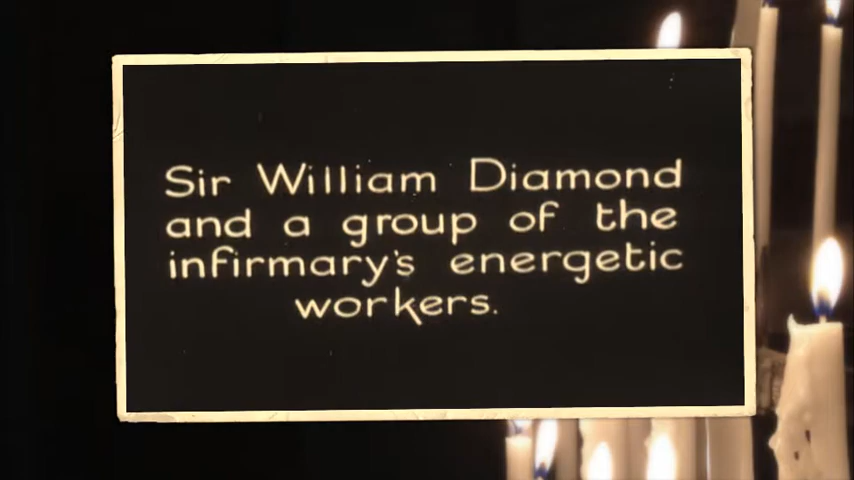 Sir William Diamond
and a group of the
infirmary's energetic
workers.